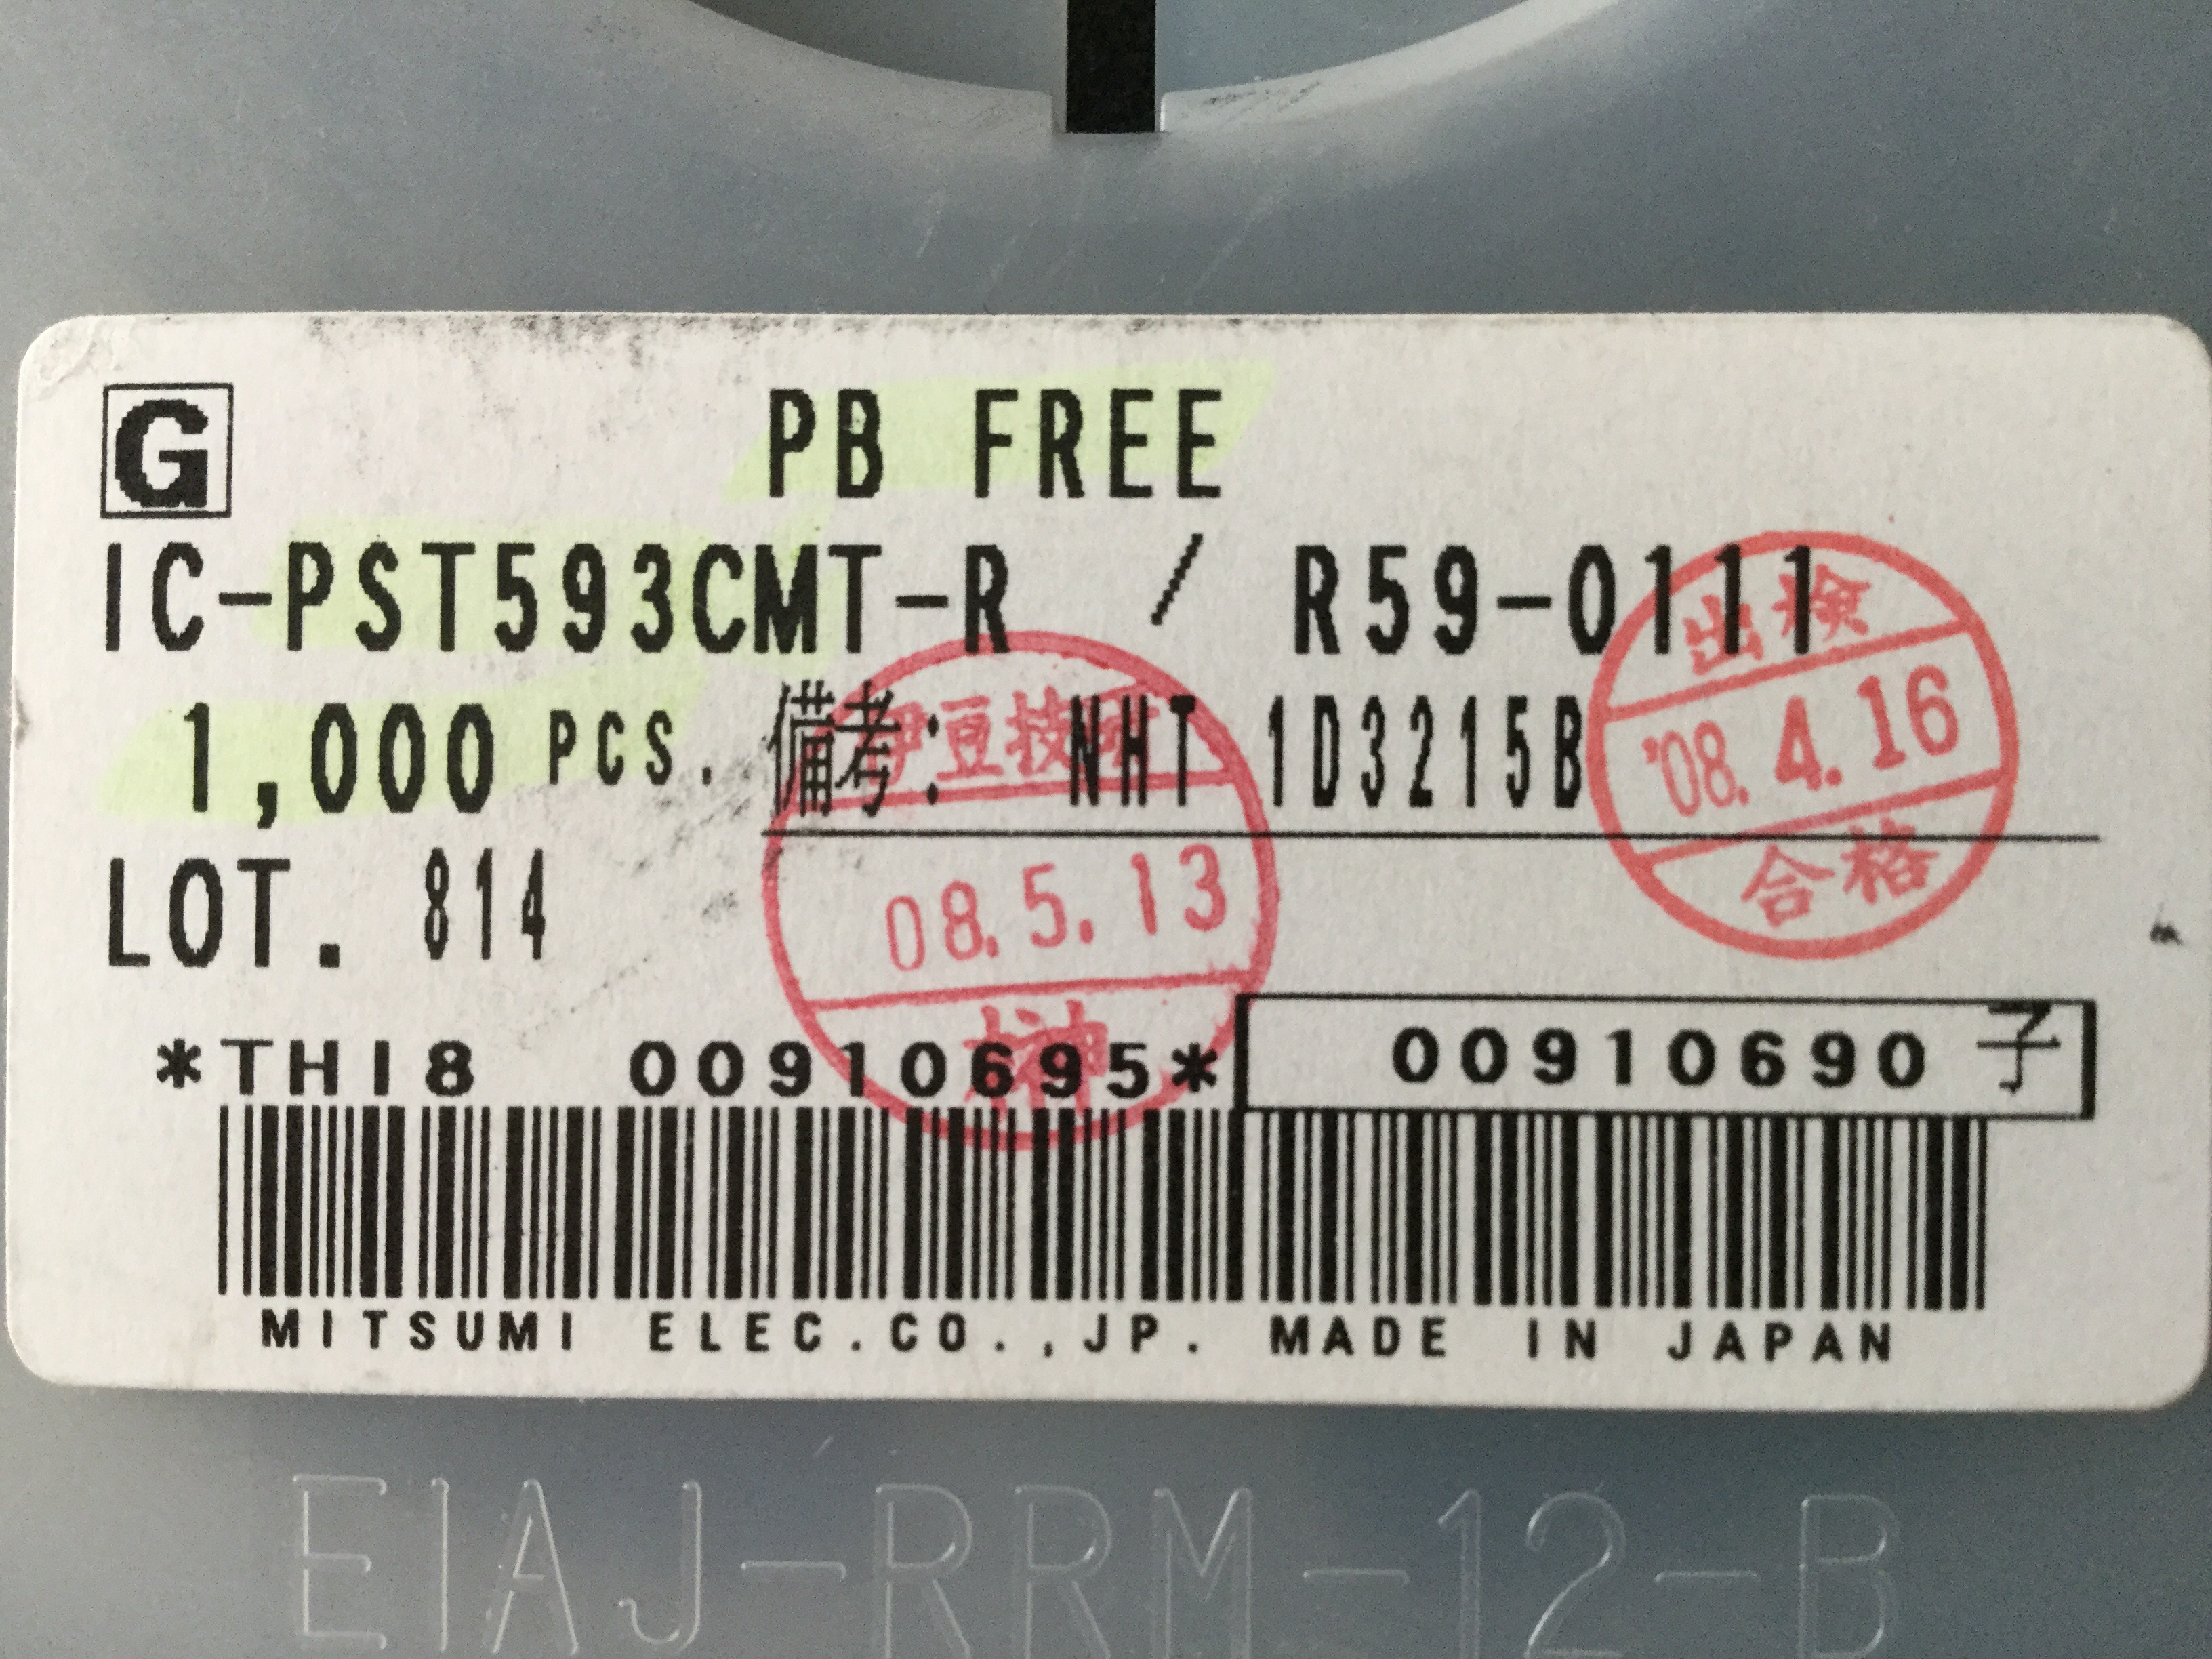 G
PB FREE
IC-PST593CMT-R / R59-0111
1,000 PCS. 備考: NHT 1D3215B
LOT. 814
*THI8 00910695* 00910690 子
MITSUMI ELEC.CO.,JP. MADE IN JAPAN
出検
'08.4.16
合格
伊豆技研
08.5.13
榊
EIAJ-RRM-12-B